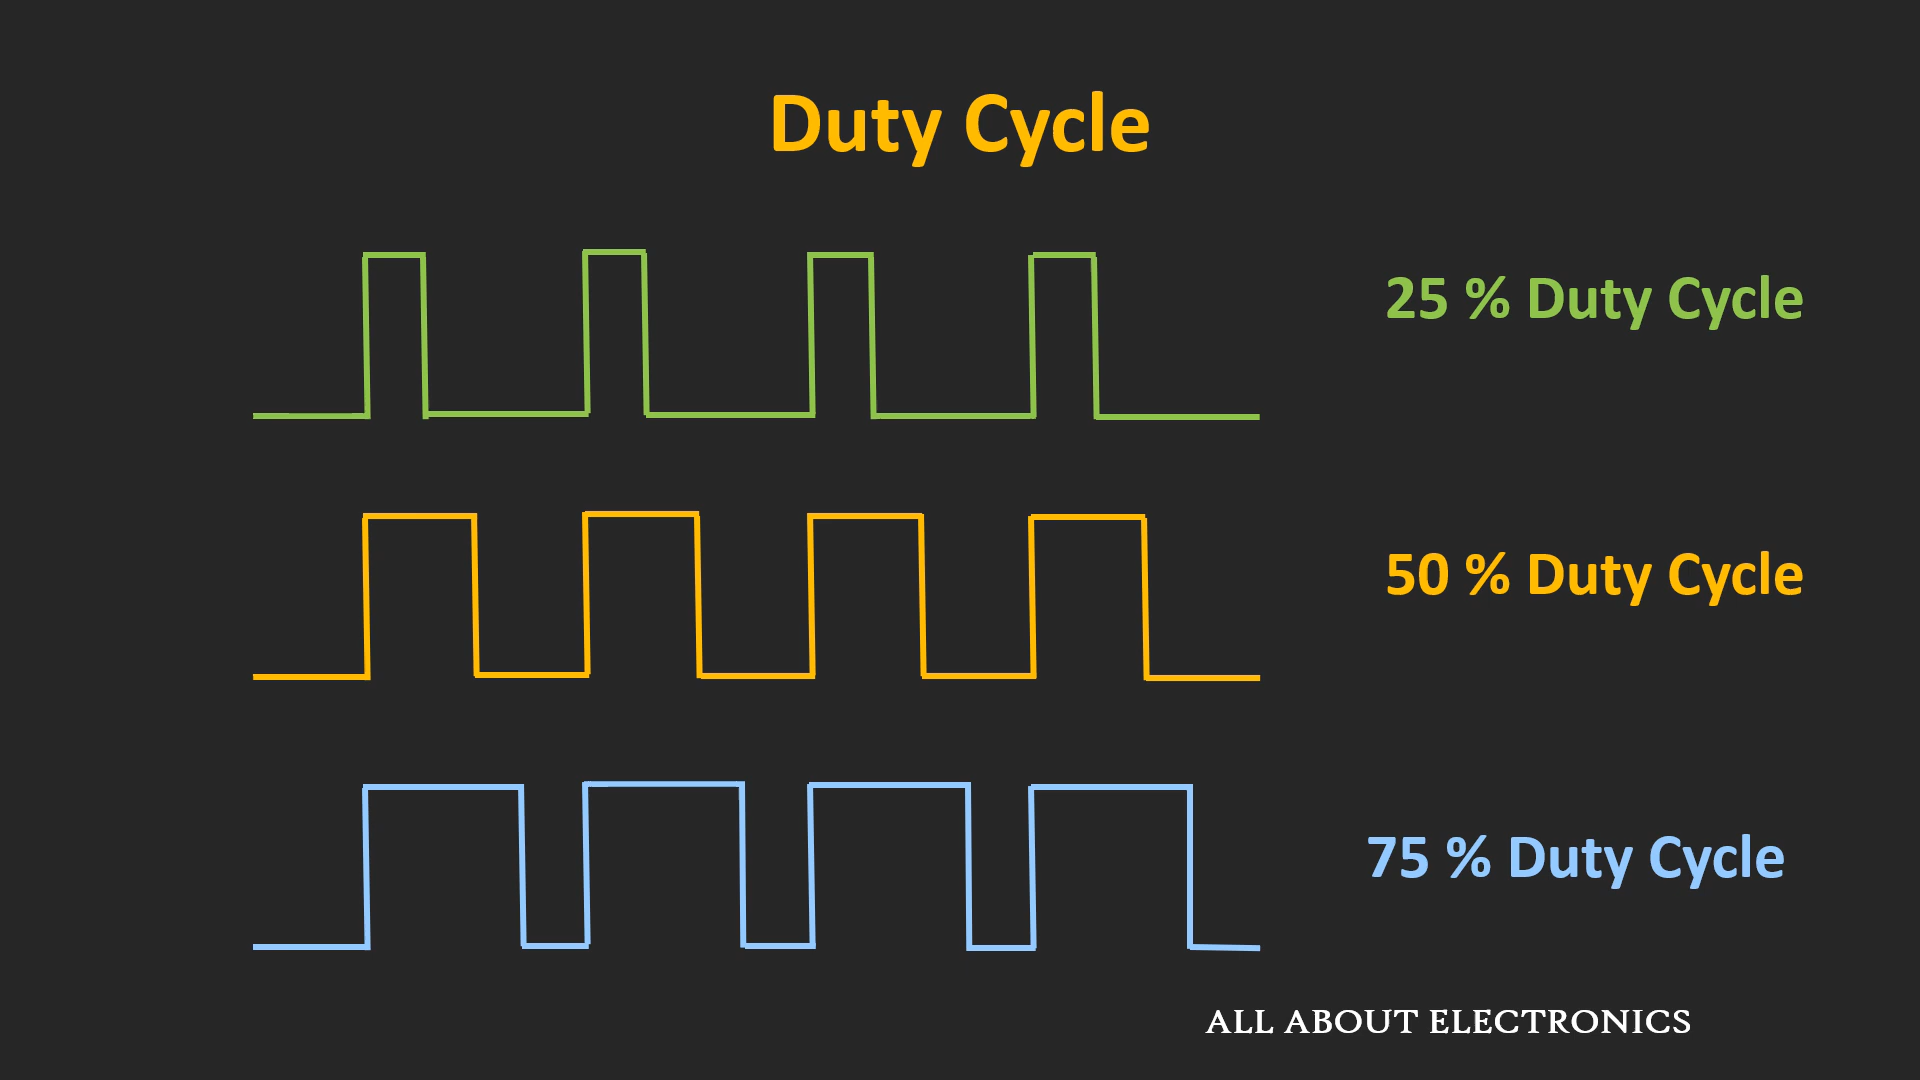 Duty Cycle
25 % Duty Cycle
50 % Duty Cycle
75 % Duty Cycle
ALL ABOUT ELECTRONICS